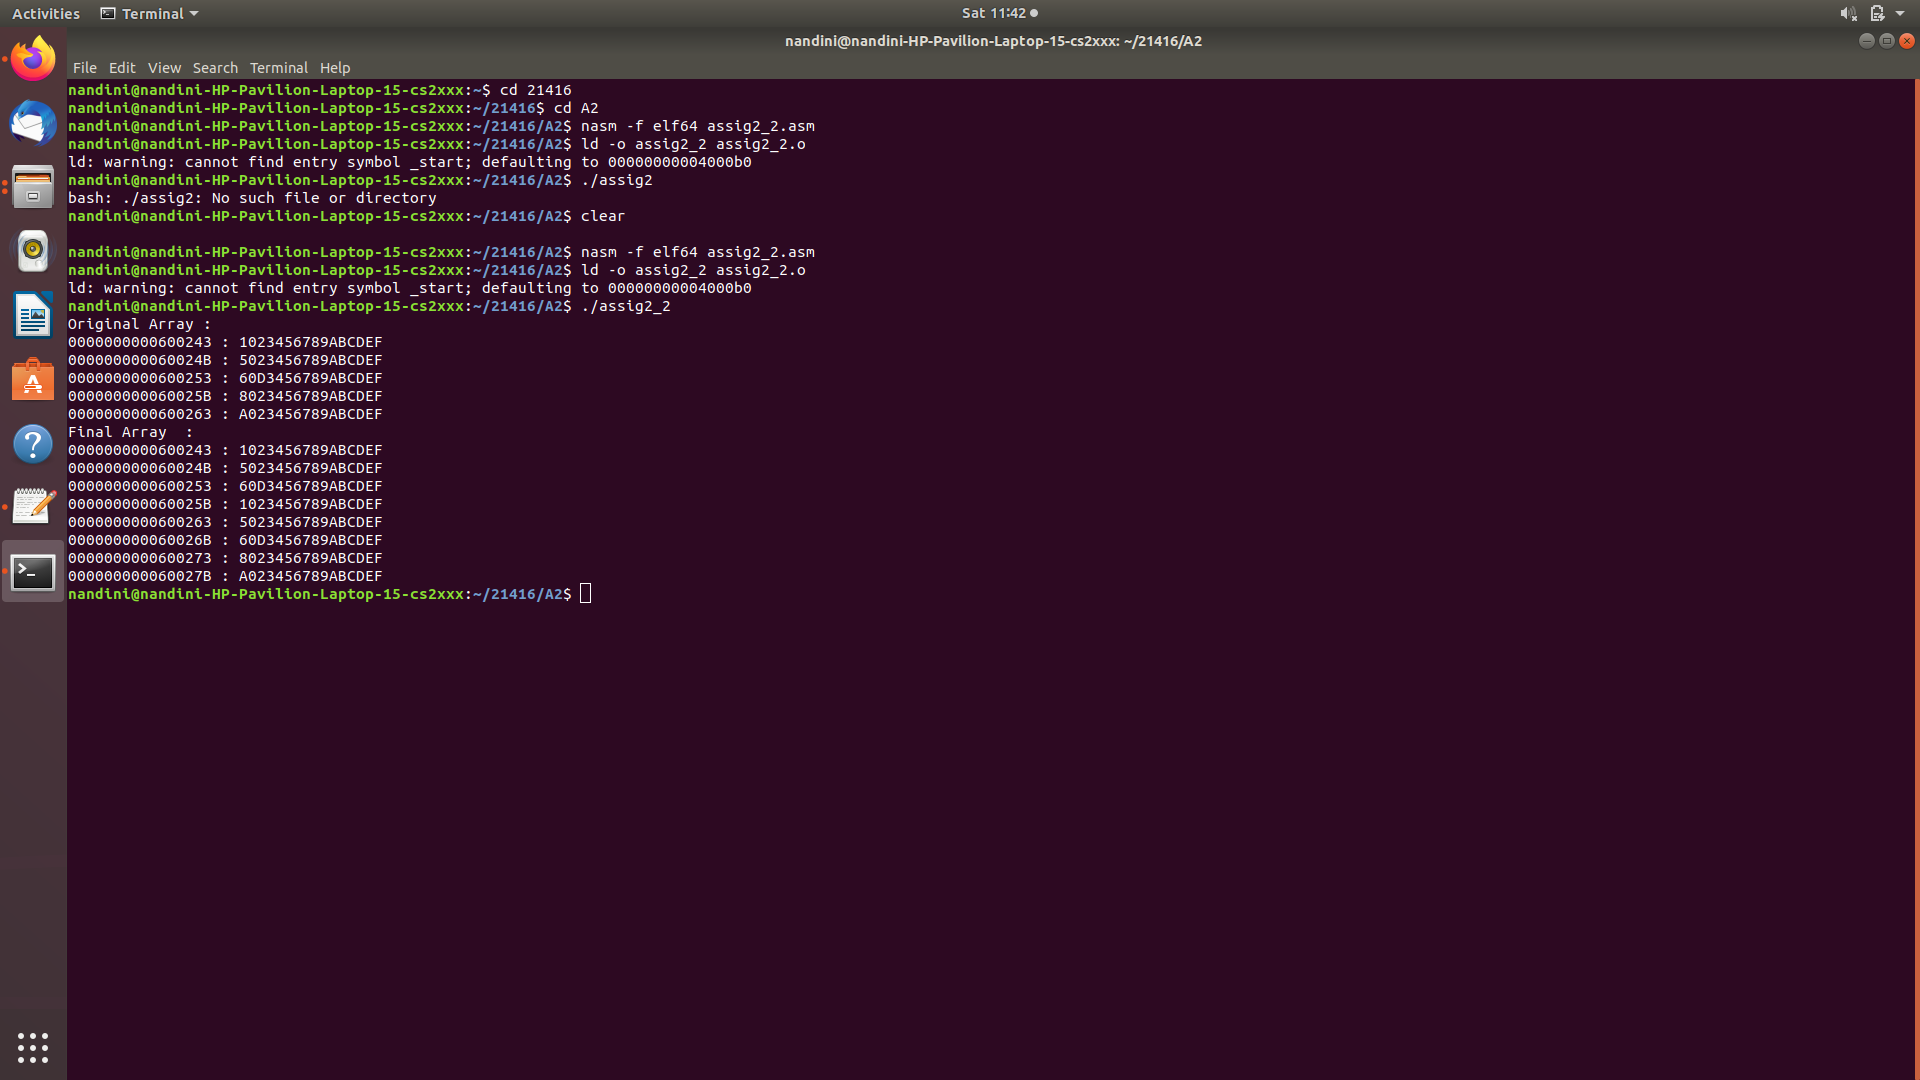 Activities Terminal Sat 11:42
nandini@nandini-HP-Pavilion-Laptop-15-cs2xxx: ~/21416/A2
File Edit View Search Terminal Help
nandini@nandini-HP-Pavilion-Laptop-15-cs2xxx:~$ cd 21416
nandini@nandini-HP-Pavilion-Laptop-15-cs2xxx:~/21416$ cd A2
nandini@nandini-HP-Pavilion-Laptop-15-cs2xxx:~/21416/A2$ nasm -f elf64 assig2_2.asm
nandini@nandini-HP-Pavilion-Laptop-15-cs2xxx:~/21416/A2$ ld -o assig2_2 assig2_2.o
ld: warning: cannot find entry symbol _start; defaulting to 00000000004000b0
nandini@nandini-HP-Pavilion-Laptop-15-cs2xxx:~/21416/A2$ ./assig2
bash: ./assig2: No such file or directory
nandini@nandini-HP-Pavilion-Laptop-15-cs2xxx:~/21416/A2$ clear
nandini@nandini-HP-Pavilion-Laptop-15-cs2xxx:~/21416/A2$ nasm -f elf64 assig2_2.asm
nandini@nandini-HP-Pavilion-Laptop-15-cs2xxx:~/21416/A2$ ld -o assig2_2 assig2_2.o
ld: warning: cannot find entry symbol _start; defaulting to 00000000004000b0
nandini@nandini-HP-Pavilion-Laptop-15-cs2xxx:~/21416/A2$ ./assig2_2
Original Array :
0000000000600243 : 1023456789ABCDEF
000000000060024B : 5023456789ABCDEF
0000000000600253 : 60D3456789ABCDEF
000000000060025B : 8023456789ABCDEF
0000000000600263 : A023456789ABCDEF
Final Array  :
0000000000600243 : 1023456789ABCDEF
000000000060024B : 5023456789ABCDEF
0000000000600253 : 60D3456789ABCDEF
000000000060025B : 1023456789ABCDEF
0000000000600263 : 5023456789ABCDEF
000000000060026B : 60D3456789ABCDEF
0000000000600273 : 8023456789ABCDEF
000000000060027B : A023456789ABCDEF
nandini@nandini-HP-Pavilion-Laptop-15-cs2xxx:~/21416/A2$